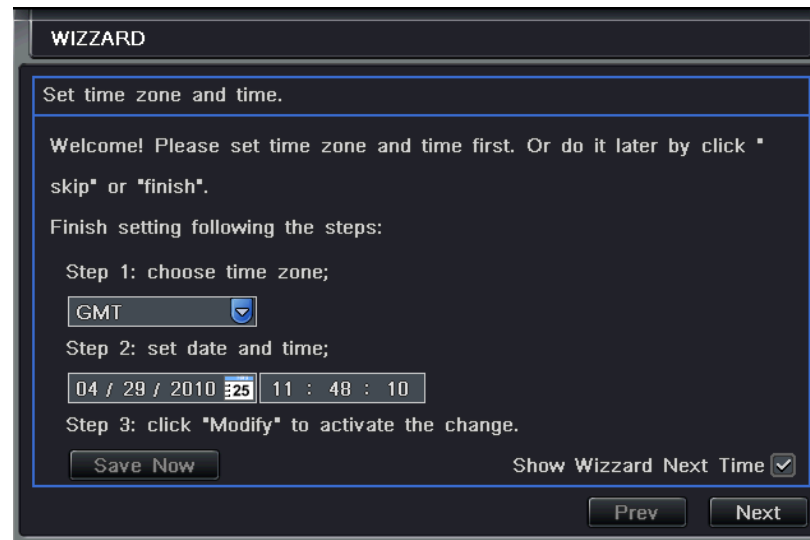 WIZZARD
Set time zone and time.
Welcome! Please set time zone and time first. Or do it later by click "
skip" or "finish".
Finish setting following the steps:
Step 1: choose time zone;
GMT
Step 2: set date and time;
04 / 29 / 2010 25 11 : 48 : 10
Step 3: click "Modify" to activate the change.
Save Now Show Wizzard Next Time
Prev Next